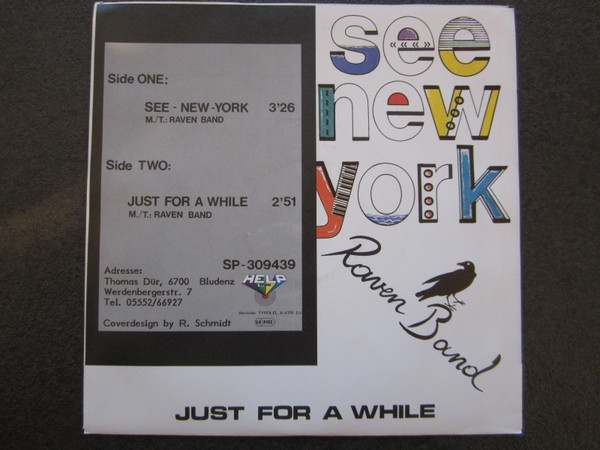 Side ONE:
SEE - NEW - YORK 3'26
M./T.: RAVEN BAND
Side TWO:
JUST FOR A WHILE 2'51
M./T.: RAVEN BAND
SP-309439
HELP
Adresse:
Thomas Dür, 6700 Bludenz
Werdenbergerstr. 7
Tel. 05552/66927
Coverdesign by R. Schmidt
see
new
york
Raven Band
JUST FOR A WHILE